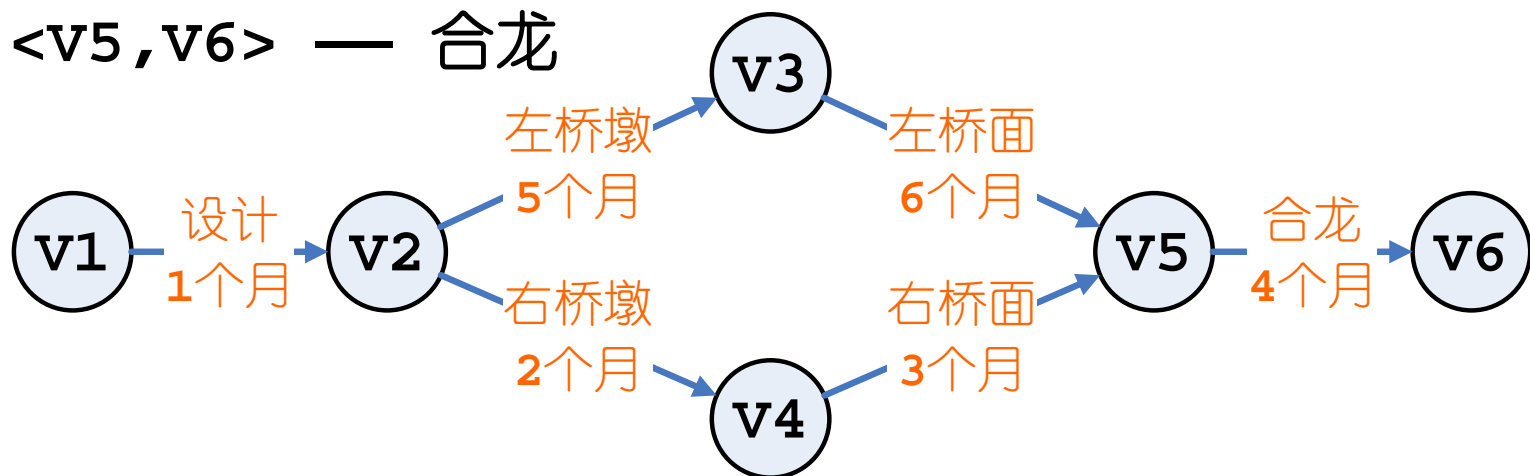 <v5,v6> —— 合龙
v3
左桥墩
5个月
左桥面
6个月
v1
设计
1个月
v2
v5
合龙
4个月
v6
右桥墩
2个月
右桥面
3个月
v4